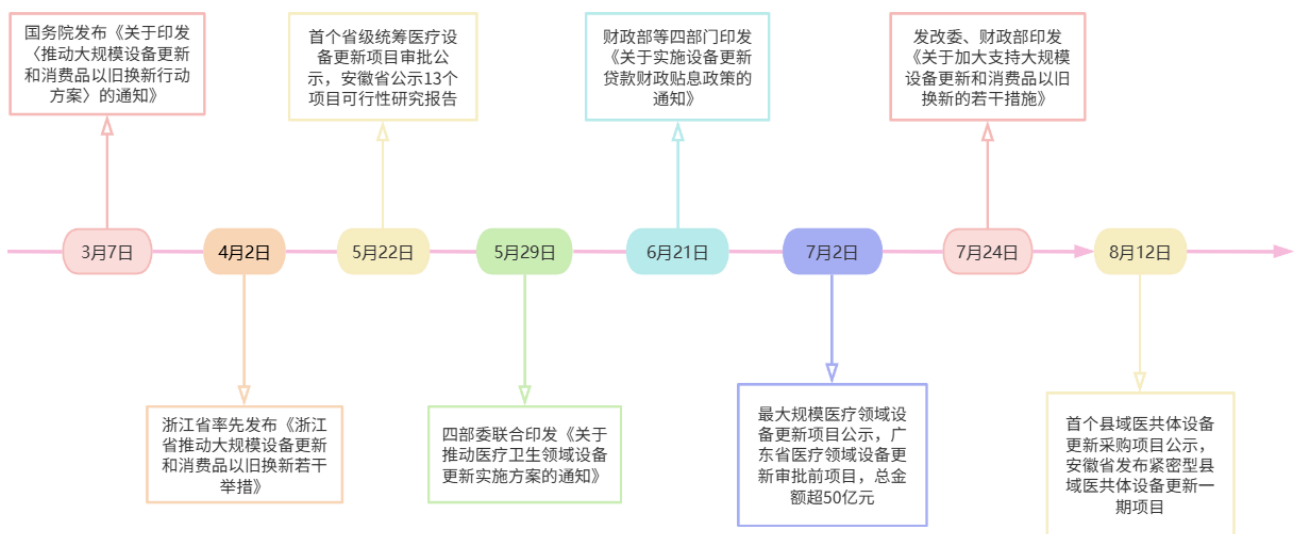 国务院发布《关于印发
〈推动大规模设备更新
和消费品以旧换新行动
方案〉的通知》
首个省级统筹医疗设
备更新项目审批公
示，安徽省公示13个
项目可行性研究报告
财政部等四部门印发
《关于实施设备更新
贷款财政贴息政策的
通知》
发改委、财政部印发
《关于加大支持大规模
设备更新和消费品以旧
换新的若干措施》
3月7日
4月2日
5月22日
5月29日
6月21日
7月2日
7月24日
8月12日
浙江省率先发布《浙江
省推动大规模设备更新
和消费品以旧换新若干
举措》
四部委联合印发《关于
推动医疗卫生领域设备
更新实施方案的通知》
最大规模医疗领域设
备更新项目公示，广
东省医疗领域设备更
新审批前项目，总金
额超50亿元
首个县域医共体设备
更新采购项目公示，
安徽省发布紧密型县
域医共体设备更新一
期项目